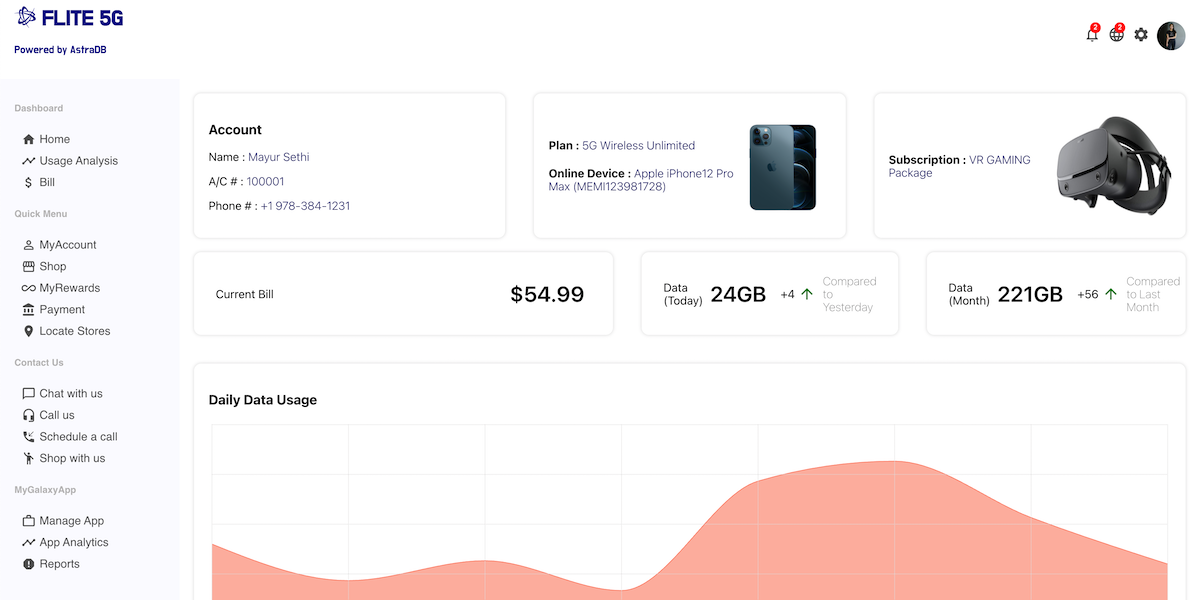 FLITE 5G
Powered by AstraDB
2
2
Dashboard
Home
Usage Analysis
Bill
Quick Menu
MyAccount
Shop
MyRewards
Payment
Locate Stores
Contact Us
Chat with us
Call us
Schedule a call
Shop with us
MyGalaxyApp
Manage App
App Analytics
Reports
Account
Name : Mayur Sethi
A/C # : 100001
Phone # : +1 978-384-1231
Plan : 5G Wireless Unlimited
Online Device : Apple iPhone12 Pro
Max (MEMI123981728)
Subscription : VR GAMING
Package
Current Bill
$54.99
Data
(Today)
24GB
+4
Compared
to
Yesterday
Data
(Month)
221GB
+56
Compared
to Last
Month
Daily Data Usage